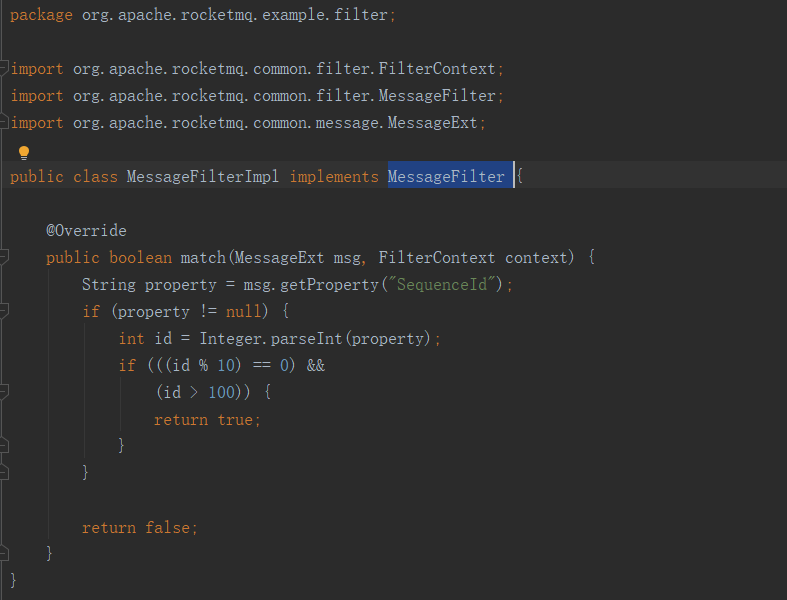 package org.apache.rocketmq.example.filter;
import org.apache.rocketmq.common.filter.FilterContext;
import org.apache.rocketmq.common.filter.MessageFilter;
import org.apache.rocketmq.common.message.MessageExt;
public class MessageFilterImpl implements MessageFilter {
@Override
public boolean match(MessageExt msg, FilterContext context) {
String property = msg.getProperty("SequenceId");
if (property != null) {
int id = Integer.parseInt(property);
if (((id % 10) == 0) &&
(id > 100)) {
return true;
}
}
return false;
}
}